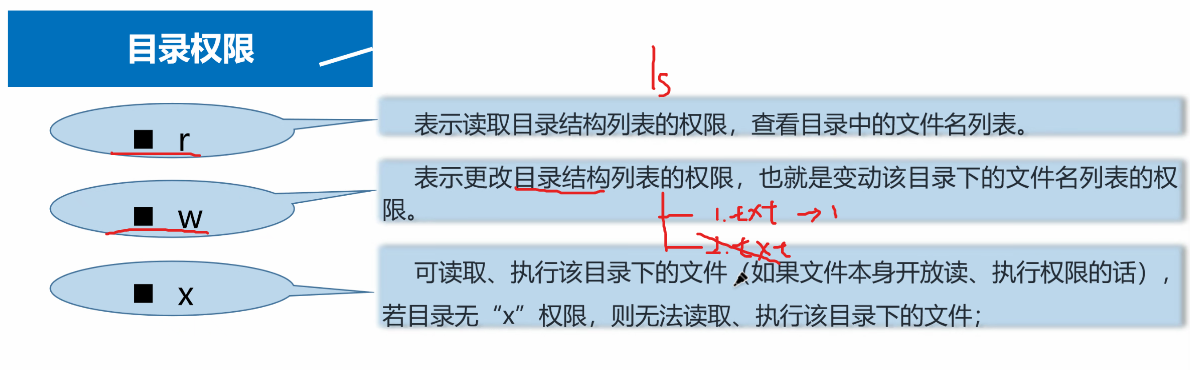 目录权限
ls
■ r
表示读取目录结构列表的权限，查看目录中的文件名列表。
■ w
表示更改目录结构列表的权限，也就是变动该目录下的文件名列表的权
限。
1.txt → 1
2.txt
■ x
可读取、执行该目录下的文件（如果文件本身开放读、执行权限的话），
若目录无“x”权限，则无法读取、执行该目录下的文件；